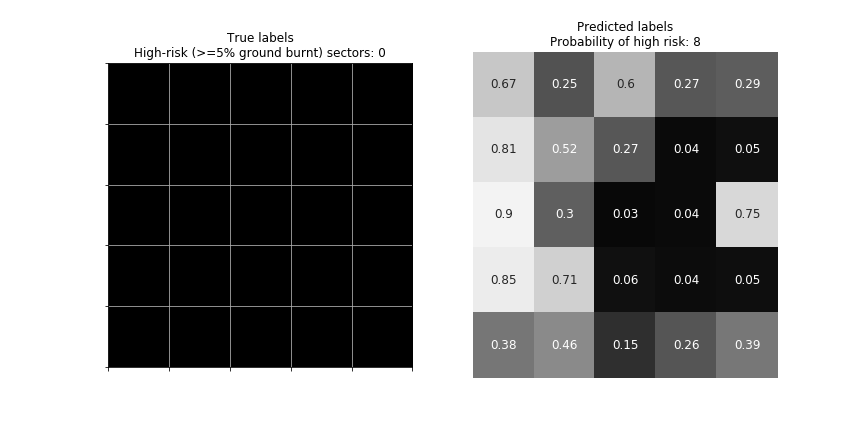 True labels
High-risk (>=5% ground burnt) sectors: 0
Predicted labels
Probability of high risk: 8
0.67 0.25 0.6 0.27 0.29
0.81 0.52 0.27 0.04 0.05
0.9 0.3 0.03 0.04 0.75
0.85 0.71 0.06 0.04 0.05
0.38 0.46 0.15 0.26 0.39